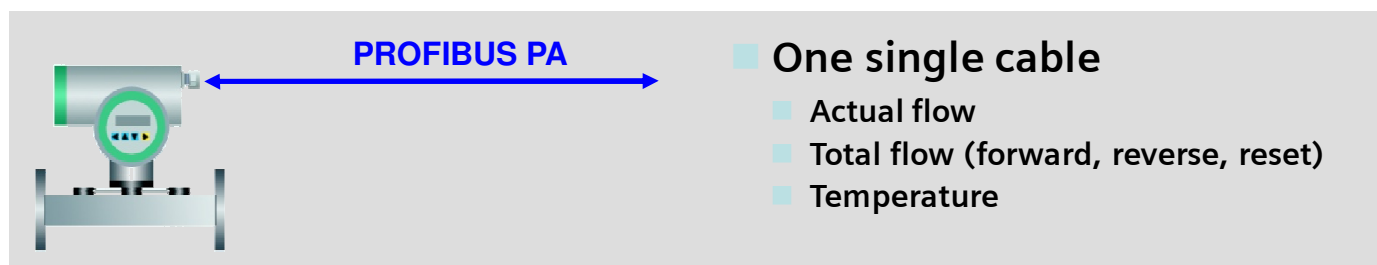 PROFIBUS PA
One single cable
Actual flow
Total flow (forward, reverse, reset)
Temperature